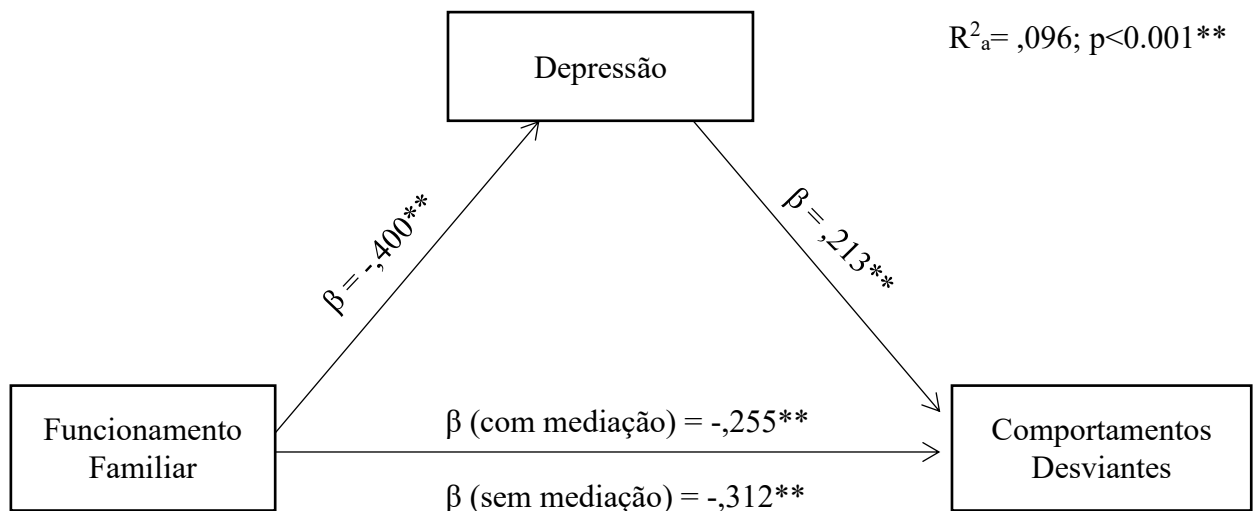 R²ₐ= ,096; p<0.001**
Depressão
β = -,400**
β = ,213**
Funcionamento
Familiar
β (com mediação) = -,255**
β (sem mediação) = -,312**
Comportamentos
Desviantes